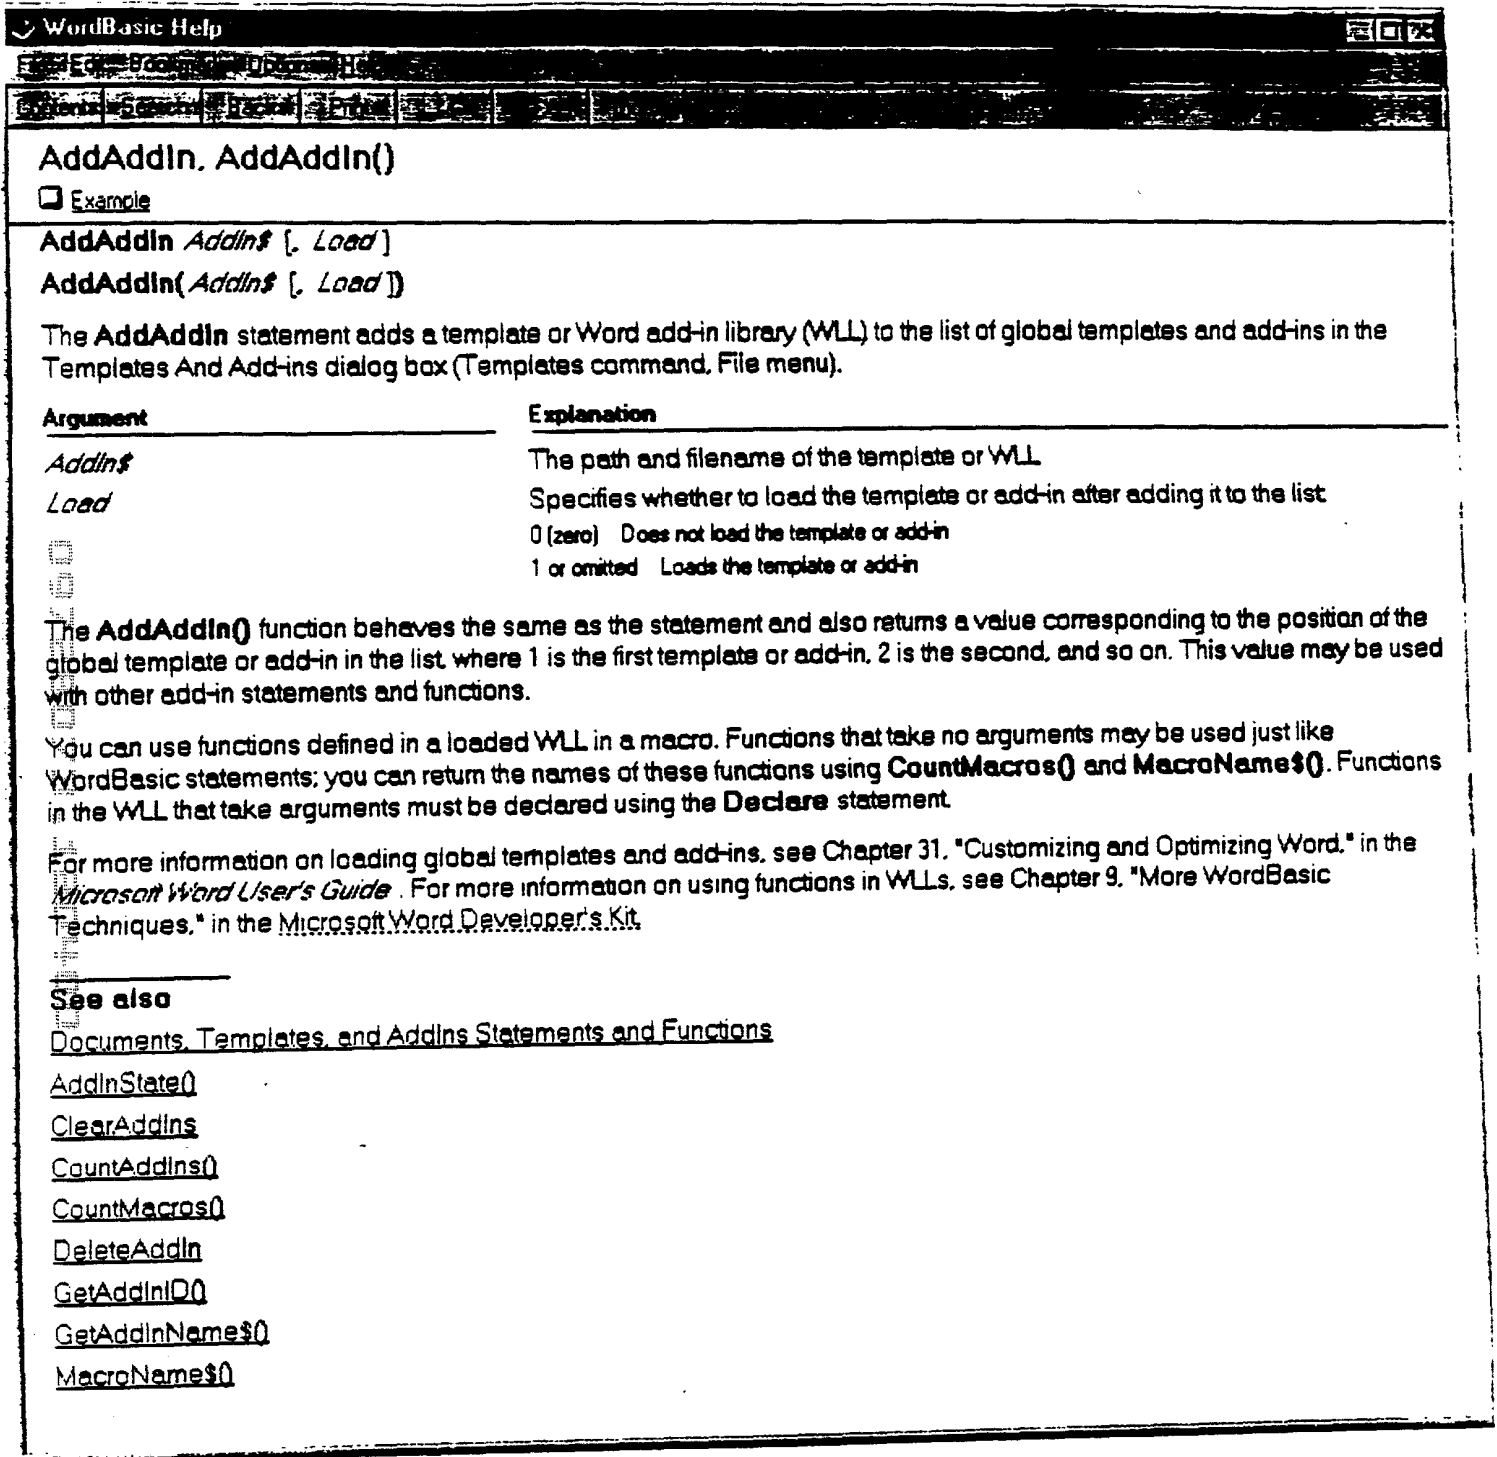 WordBasic Help
File Edit Bookmark Options Help
Contents Search Back Print
AddAddIn, AddAddIn()
Example
AddAddIn AddIn$ [, Load]
AddAddIn(AddIn$ [, Load])
The AddAddIn statement adds a template or Word add-in library (WLL) to the list of global templates and add-ins in the
Templates And Add-ins dialog box (Templates command, File menu).
Argument Explanation
AddIn$ The path and filename of the template or WLL
Load Specifies whether to load the template or add-in after adding it to the list:
0 (zero) Does not load the template or add-in
1 or omitted Loads the template or add-in
The AddAddIn() function behaves the same as the statement and also returns a value corresponding to the position of the
global template or add-in in the list, where 1 is the first template or add-in, 2 is the second, and so on. This value may be used
with other add-in statements and functions.
You can use functions defined in a loaded WLL in a macro. Functions that take no arguments may be used just like
WordBasic statements; you can return the names of these functions using CountMacros() and MacroName$(). Functions
in the WLL that take arguments must be declared using the Declare statement.
For more information on loading global templates and add-ins, see Chapter 31, "Customizing and Optimizing Word," in the
Microsoft Word User's Guide . For more information on using functions in WLLs, see Chapter 9, "More WordBasic
Techniques," in the Microsoft Word Developer's Kit.
See also
Documents, Templates, and AddIns Statements and Functions
AddInState()
ClearAddIns
CountAddIns()
CountMacros()
DeleteAddIn
GetAddInID()
GetAddInName$()
MacroName$()